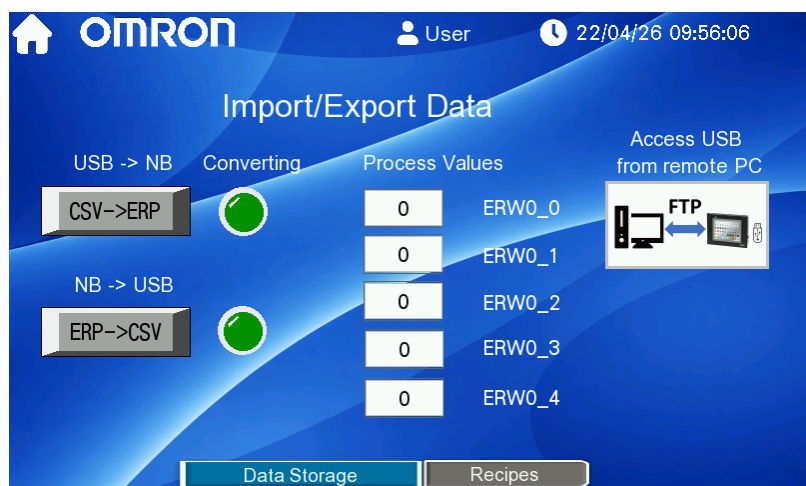 OMRON
User
22/04/26 09:56:06
Import/Export Data
Access USB
from remote PC
USB -> NB
Converting
Process Values
CSV->ERP
0
ERW0_0
FTP
0
ERW0_1
NB -> USB
0
ERW0_2
ERP->CSV
0
ERW0_3
0
ERW0_4
Data Storage
Recipes